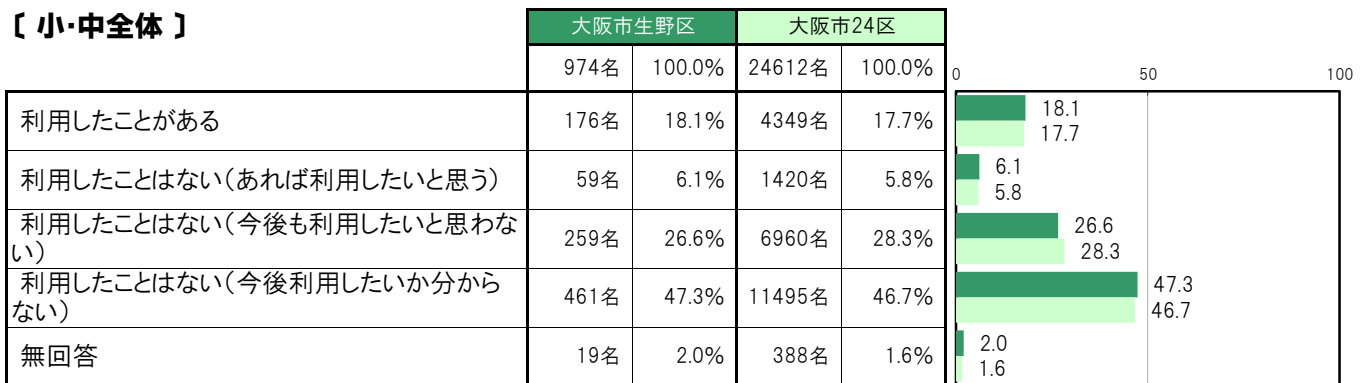 〔 小・中全体 〕
大阪市生野区 大阪市24区
974名 100.0% 24612名 100.0%
0 50 100
利用したことがある 176名 18.1% 4349名 17.7%
18.1
17.7
利用したことはない（あれば利用したいと思う） 59名 6.1% 1420名 5.8%
6.1
5.8
利用したことはない（今後も利用したいと思わな
い） 259名 26.6% 6960名 28.3%
26.6
28.3
利用したことはない（今後利用したいか分から
ない） 461名 47.3% 11495名 46.7%
47.3
46.7
無回答 19名 2.0% 388名 1.6%
2.0
1.6